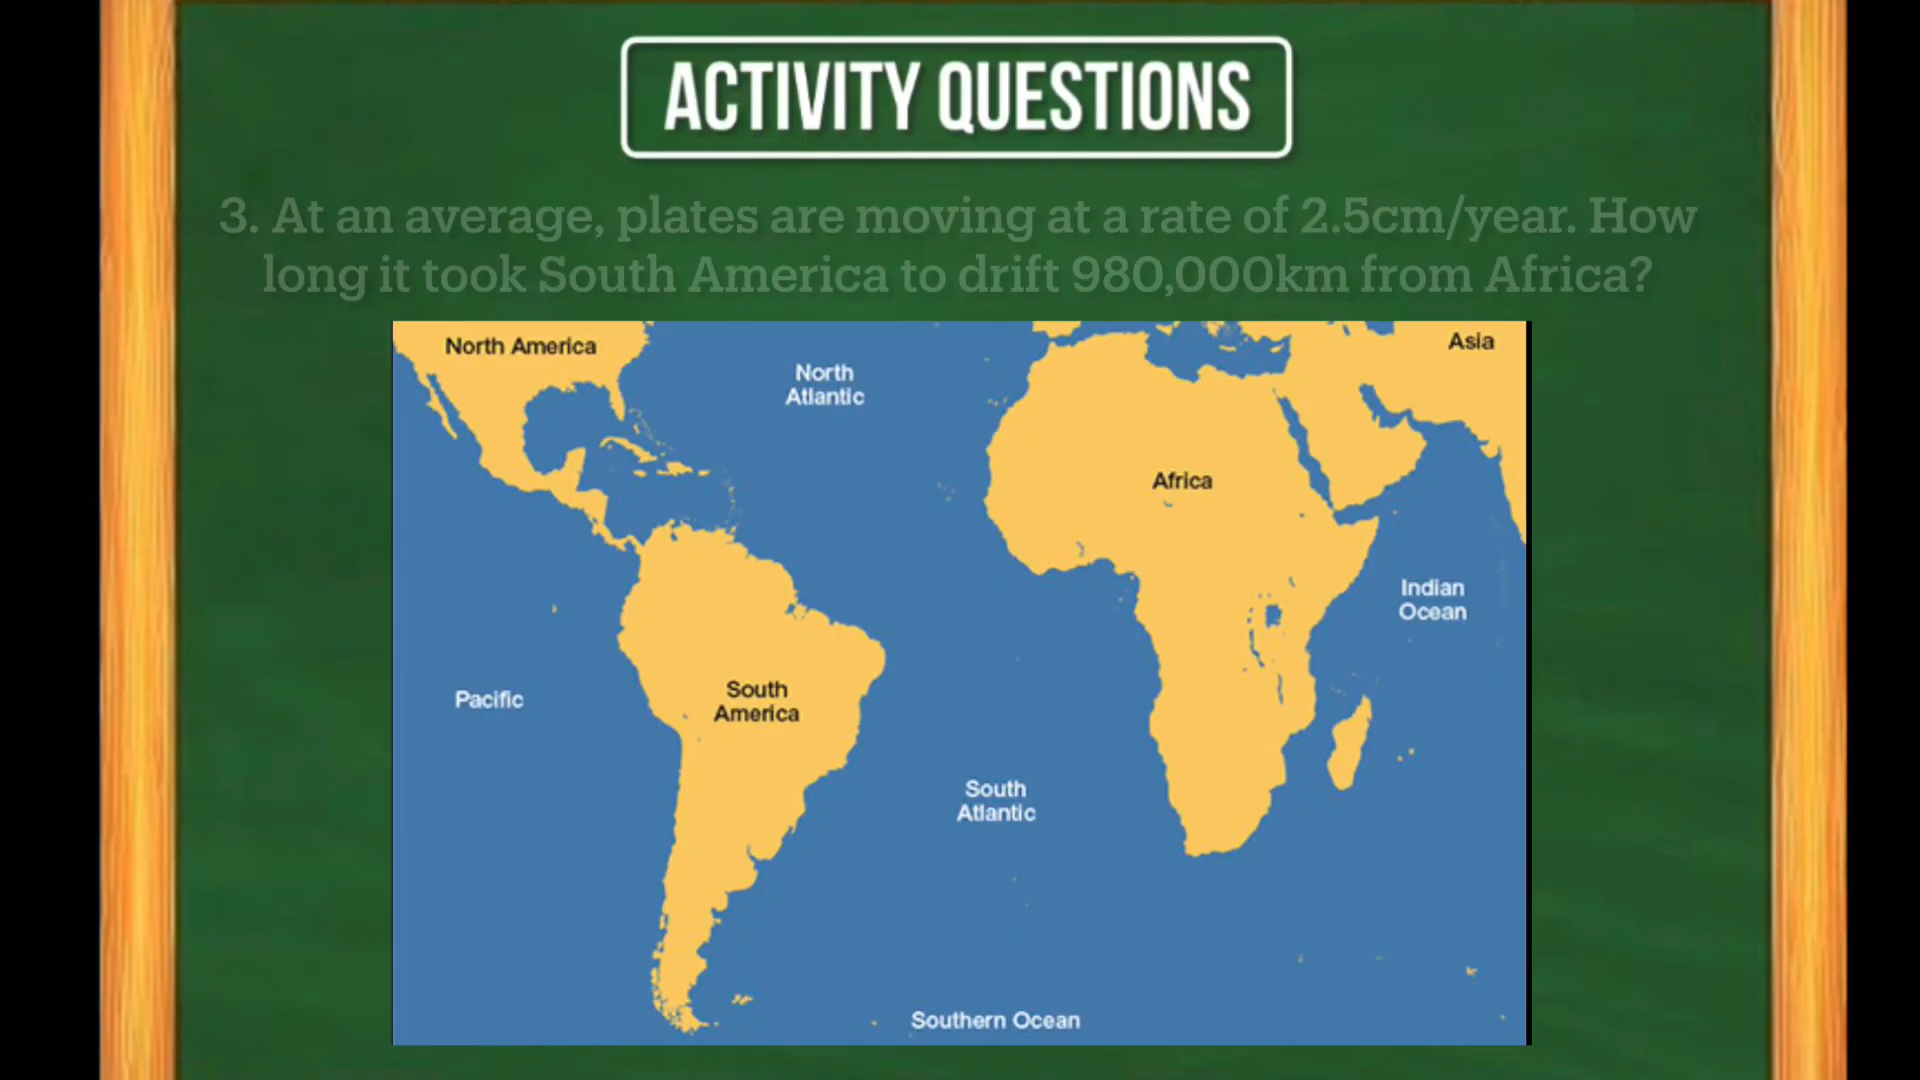 ACTIVITY QUESTIONS
3. At an average, plates are moving at a rate of 2.5cm/year. How
long it took South America to drift 980,000km from Africa?
North America
Asia
North
Atlantic
Africa
Indian
Ocean
Pacific
South
America
South
Atlantic
Southern Ocean